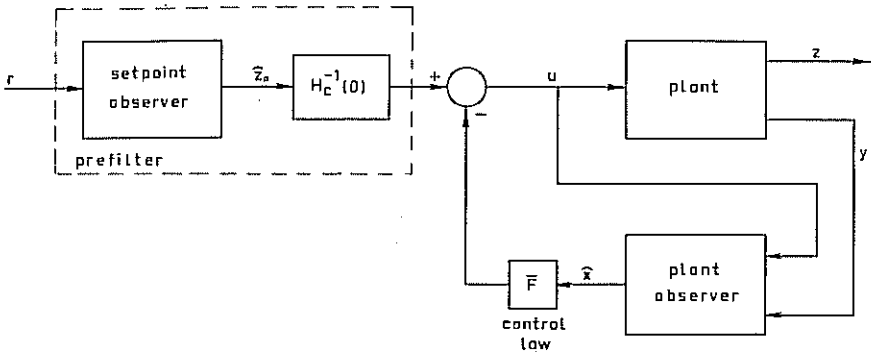 r
setpoint
observer
ẑ₀
H_c^{-1}(0)
prefilter
+
−
u
plant
z
y
plant
observer
x̂
F̄
control
law